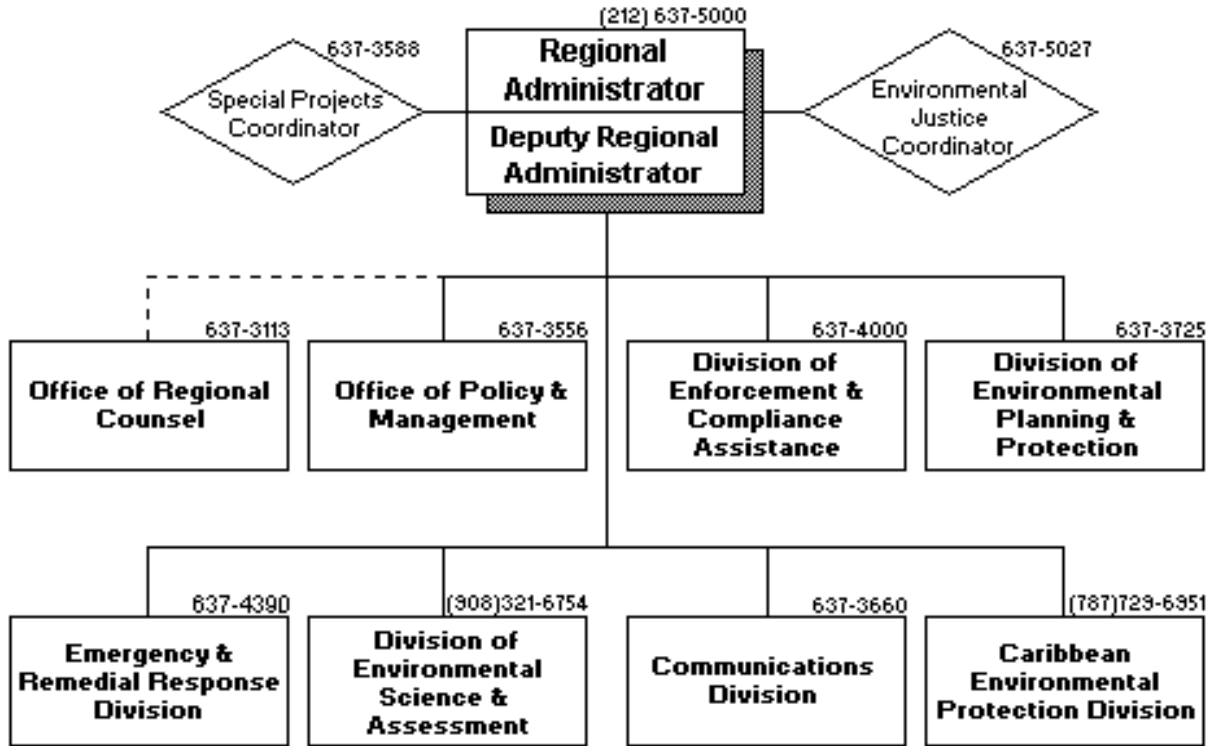 (212) 637-5000
637-3588
Regional
Administrator
637-5027
Special Projects
Coordinator
Environmental
Justice
Coordinator
Deputy Regional
Administrator
637-3113
Office of Regional
Counsel
637-3556
Office of Policy &
Management
637-4000
Division of
Enforcement &
Compliance
Assistance
637-3725
Division of
Environmental
Planning &
Protection
637-4390
Emergency &
Remedial Response
Division
(908)321-6754
Division of
Environmental
Science &
Assessment
637-3660
Communications
Division
(787)729-6951
Caribbean
Environmental
Protection Division